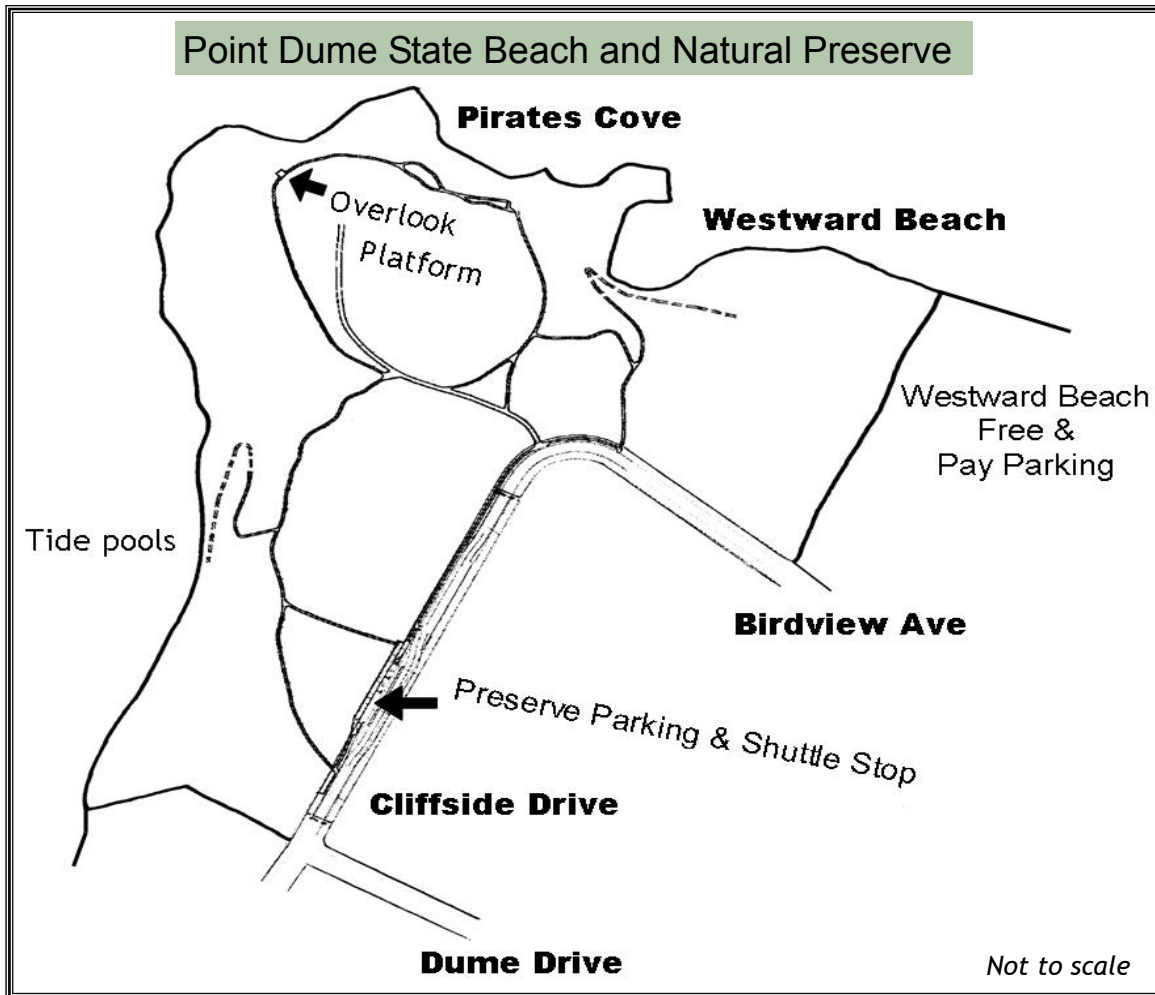 Point Dume State Beach and Natural Preserve
Pirates Cove
Overlook
Platform
Westward Beach
Westward Beach
Free &
Pay Parking
Tide pools
Birdview Ave
Preserve Parking & Shuttle Stop
Cliffside Drive
Dume Drive
Not to scale